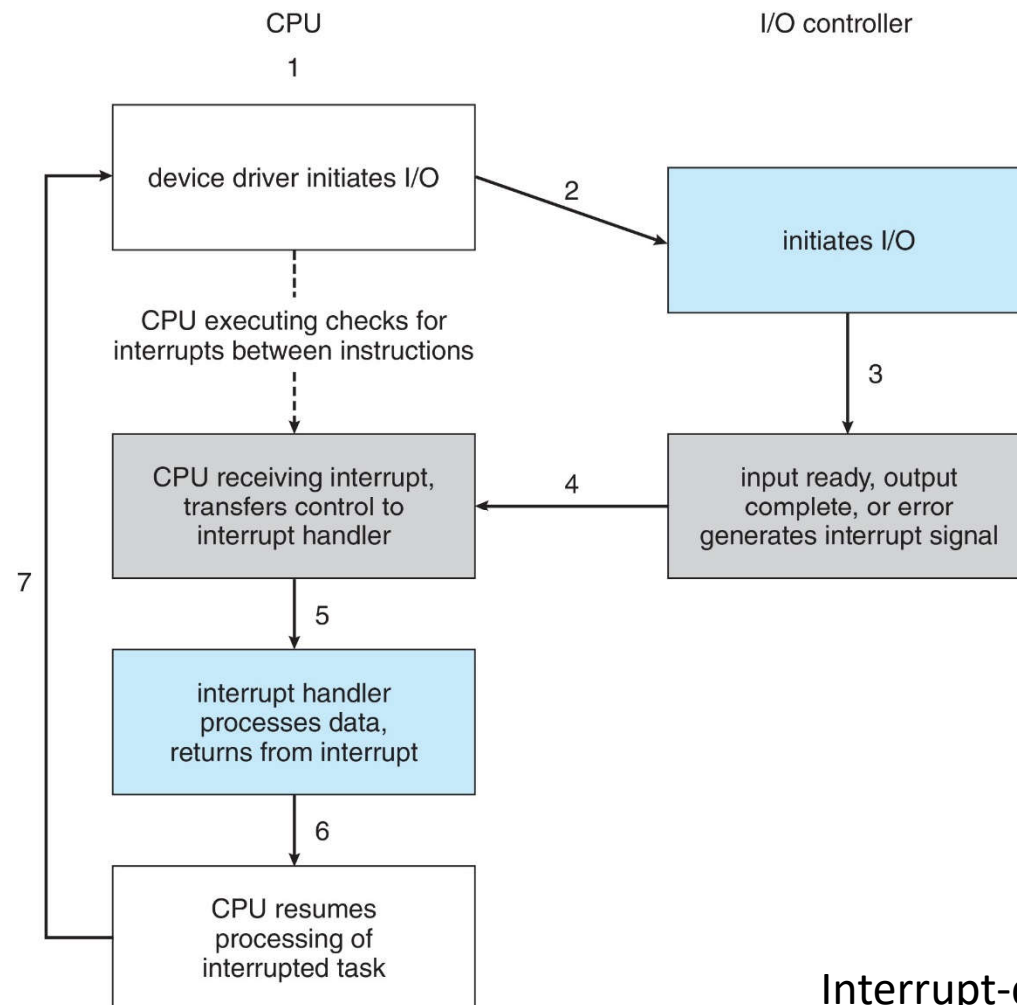 CPU
I/O controller
1
device driver initiates I/O
2
initiates I/O
CPU executing checks for
interrupts between instructions
3
CPU receiving interrupt,
transfers control to
interrupt handler
4
input ready, output
complete, or error
generates interrupt signal
7
5
interrupt handler
processes data,
returns from interrupt
6
CPU resumes
processing of
interrupted task